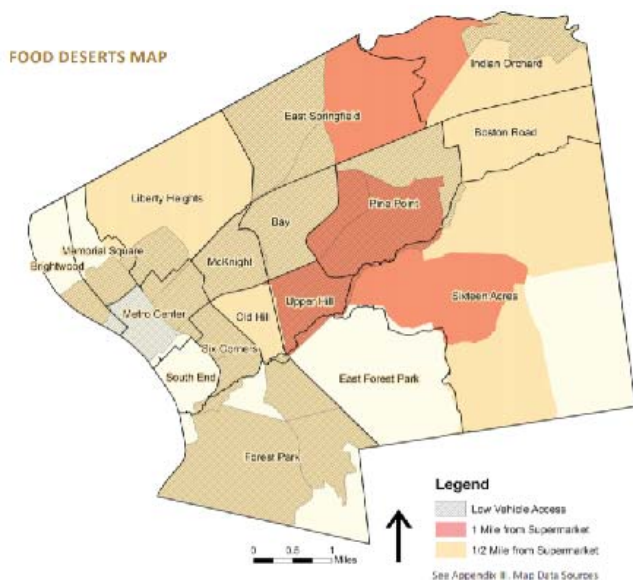 FOOD DESERTS MAP
Indian Orchard
East Springfield
Boston Road
Liberty Heights
Pine Point
Bay
Memorial Square
McKnight
Brightwood
Upper Hill
Sixteen Acres
Metro Center
Old Hill
Six Corners
South End
East Forest Park
Forest Park
Legend
Low Vehicle Access
1 Mile from Supermarket
1/2 Mile from Supermarket
0 0.5 1
Miles
See Appendix III. Map Data Sources